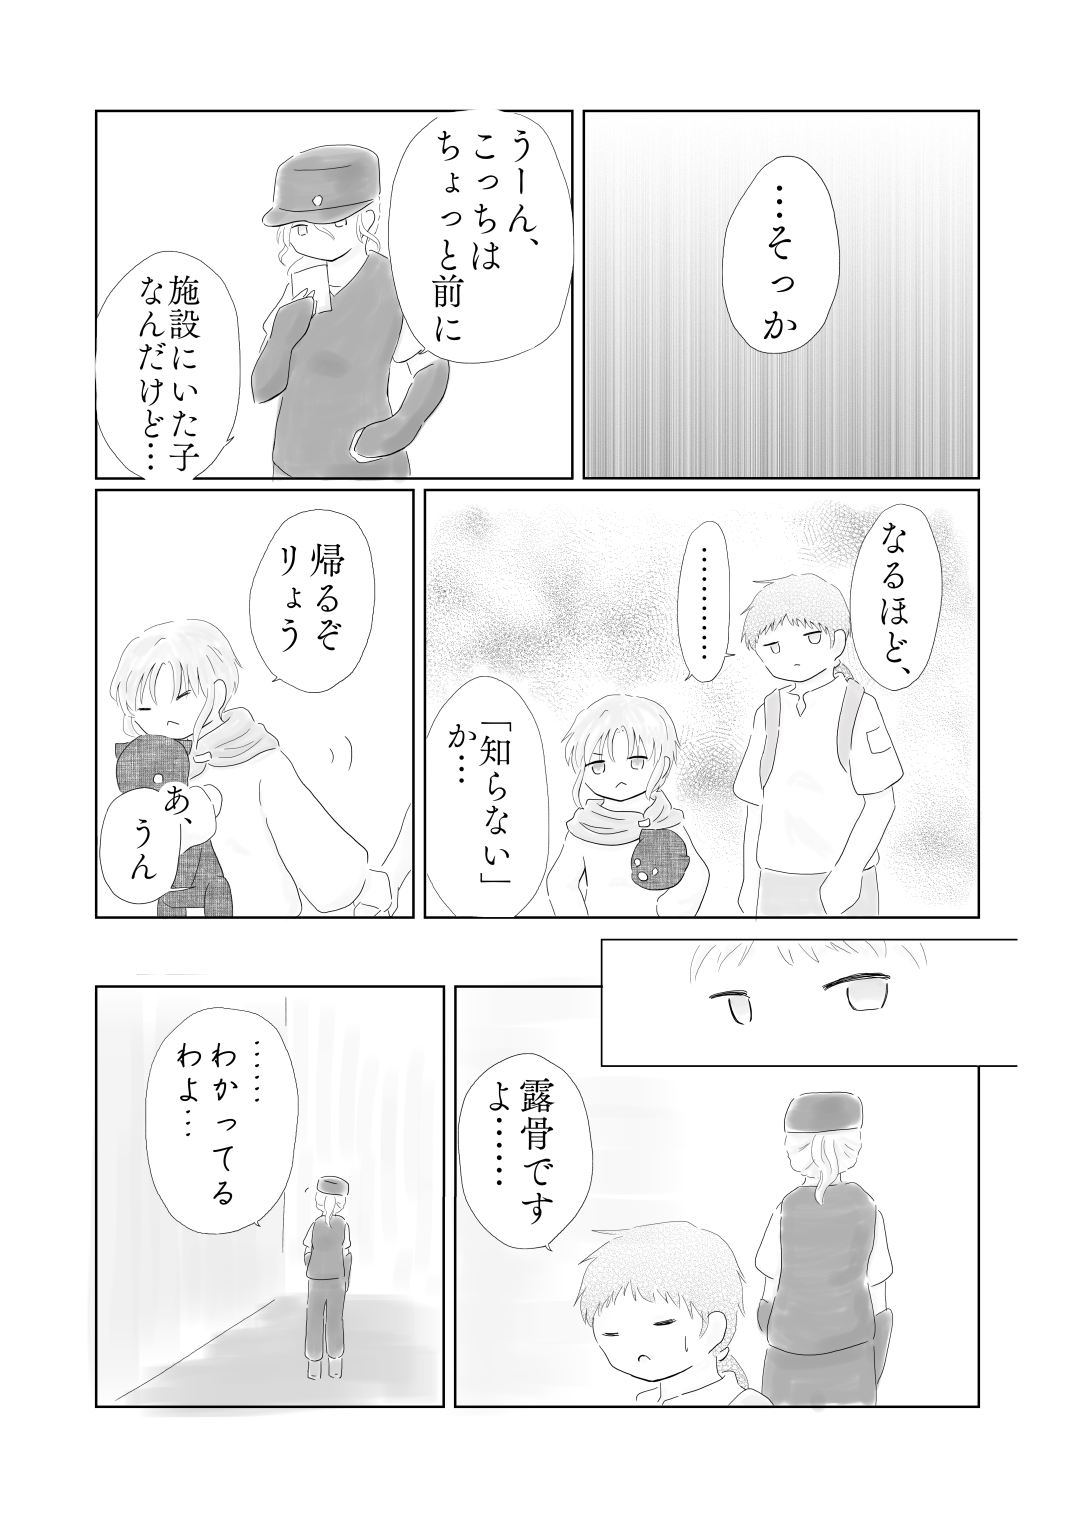 …そっか
うーん、
こっちは
ちょっと前に
施設にいた子
なんだけど…
なるほど、
…………
「知らない」
か…
帰るぞ
リょう
あ、
うん
露骨です
よ……
……
わかってる
わよ…